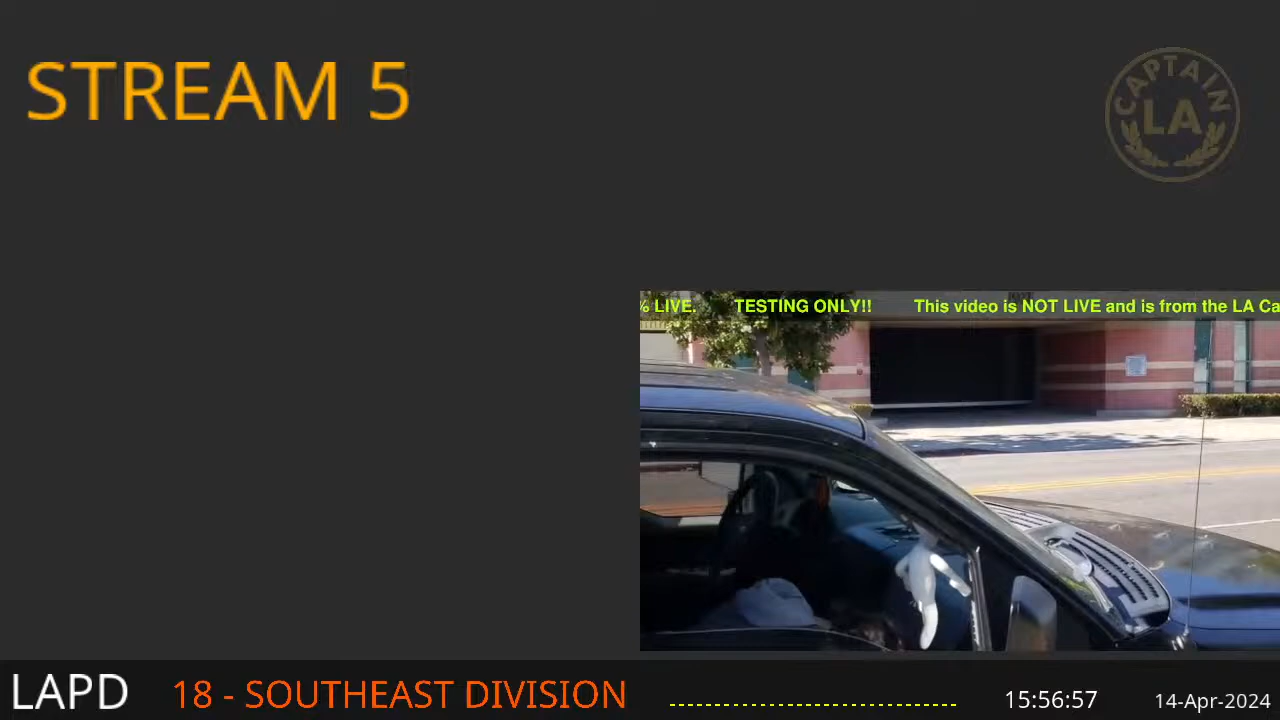 STREAM 5
CAPTAIN
LA
% LIVE. TESTING ONLY!! This video is NOT LIVE and is from the LA Ca
LAPD 18 - SOUTHEAST DIVISION 15:56:57 14-Apr-2024